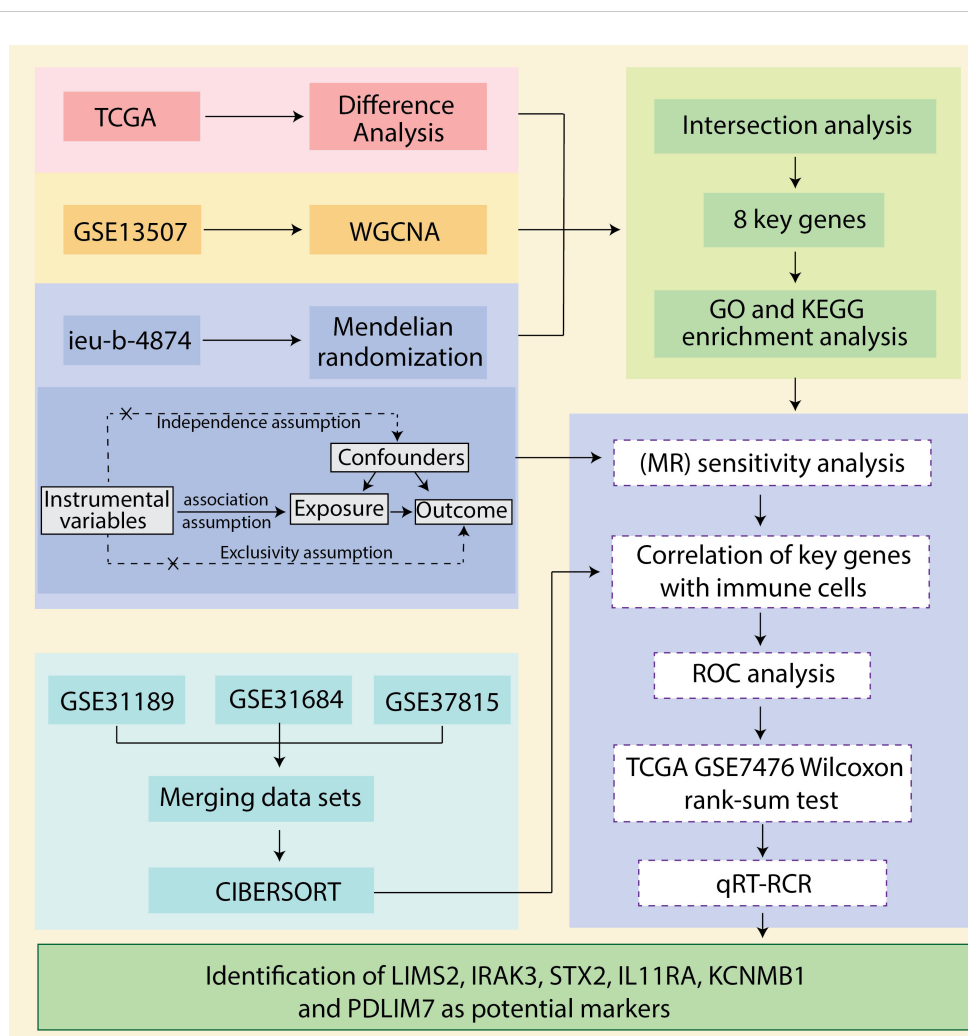 TCGA
Difference
Analysis
GSE13507
WGCNA
ieu-b-4874
Mendelian
randomization
Independence assumption
Confounders
Instrumental
variables
association
assumption
Exposure
Outcome
Exclusivity assumption
GSE31189
GSE31684
GSE37815
Merging data sets
CIBERSORT
Intersection analysis
8 key genes
GO and KEGG
enrichment analysis
(MR) sensitivity analysis
Correlation of key genes
with immune cells
ROC analysis
TCGA GSE7476 Wilcoxon
rank-sum test
qRT-RCR
Identification of LIMS2, IRAK3, STX2, IL11RA, KCNMB1
and PDLIM7 as potential markers